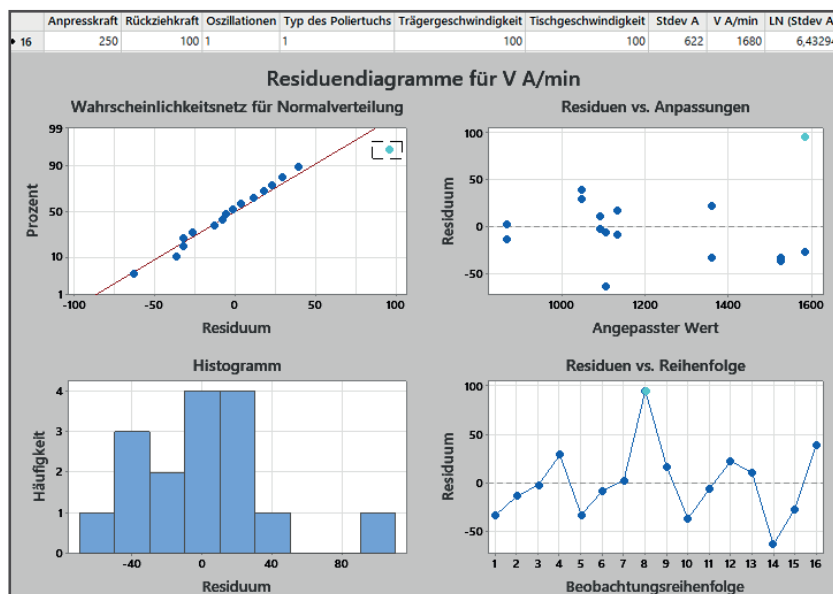 Anpresskraft Rückziehkraft Oszillationen Typ des Poliertuchs Trägergeschwindigkeit Tischgeschwindigkeit Stdev A V A/min LN (Stdev A
16 250 100 1 1 100 100 622 1680 6,43294
Residuendiagramme für V A/min
Wahrscheinlichkeitsnetz für Normalverteilung
99
90
50
10
1
Prozent
-100 -50 0 50 100
Residuum
Residuen vs. Anpassungen
100
50
0
-50
Residuum
1000 1200 1400 1600
Angepasster Wert
Histogramm
4
3
2
1
0
Häufigkeit
-40 0 40 80
Residuum
Residuen vs. Reihenfolge
100
50
0
-50
Residuum
1 2 3 4 5 6 7 8 9 10 11 12 13 14 15 16
Beobachtungsreihenfolge